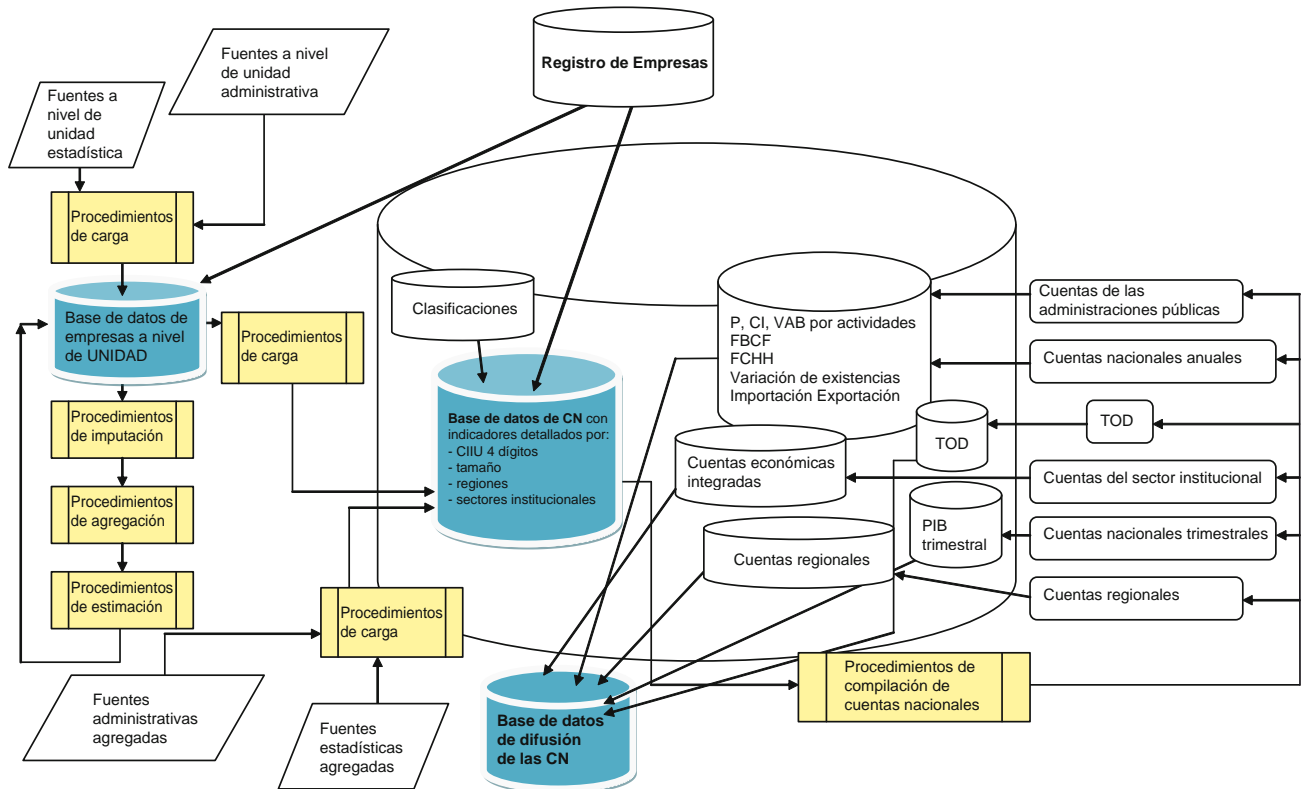 Fuentes a nivel
de unidad
administrativa
Registro de Empresas
Fuentes a
nivel de
unidad
estadística
Procedimientos
de carga
Base de datos de
empresas a nivel
de UNIDAD
Procedimientos
de carga
Procedimientos
de imputación
Procedimientos
de agregación
Procedimientos
de estimación
Fuentes
administrativas
agregadas
Procedimientos
de carga
Fuentes
estadísticas
agregadas
Clasificaciones
Base de datos de CN con
indicadores detallados por:
- CIIU 4 dígitos
- tamaño
- regiones
- sectores institucionales
P, CI, VAB por actividades
FBCF
FCHH
Variación de existencias
Importación Exportación
TOD
Cuentas económicas
integradas
PIB
trimestral
Cuentas regionales
Base de datos
de difusión
de las CN
Procedimientos de
compilación de
cuentas nacionales
Cuentas de las
administraciones públicas
Cuentas nacionales anuales
TOD
Cuentas del sector institucional
Cuentas nacionales trimestrales
Cuentas regionales